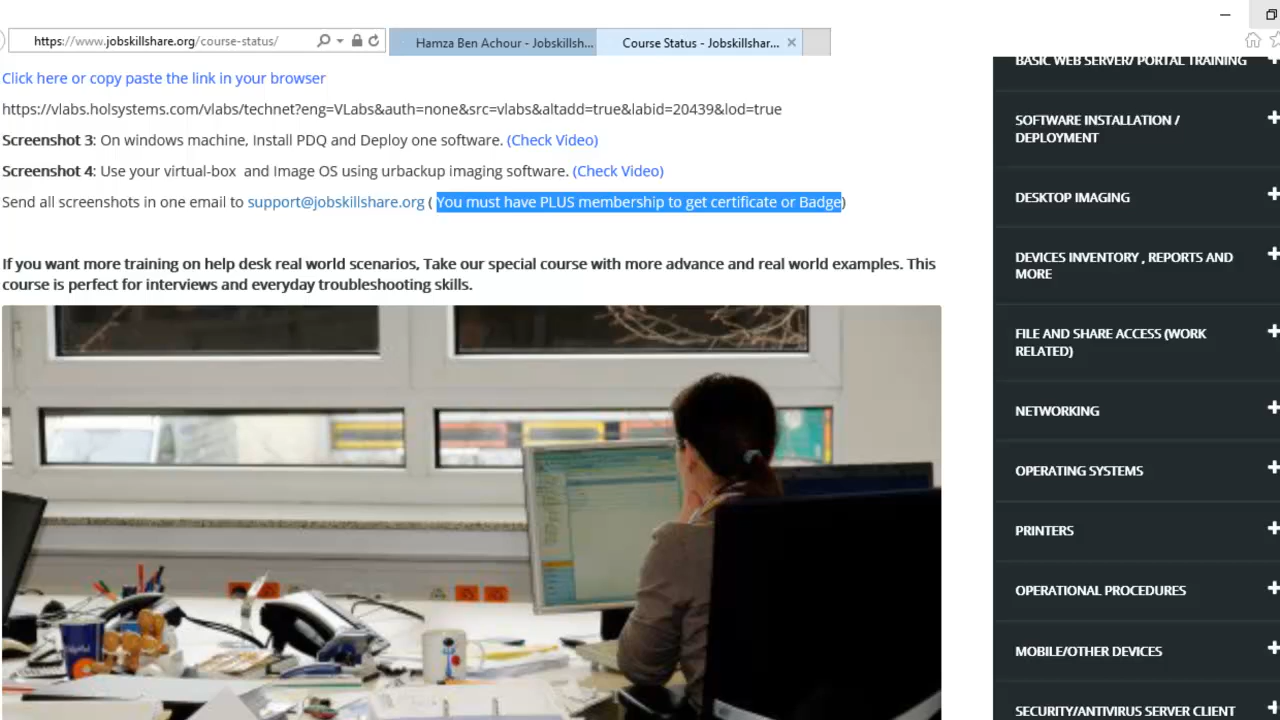 https://www.jobskillshare.org/course-status/
Hamza Ben Achour - Jobskillsh...
Course Status - Jobskillshar...
Click here or copy paste the link in your browser
https://vlabs.holsystems.com/vlabs/technet?eng=VLabs&auth=none&src=vlabs&altadd=true&labid=20439&lod=true
Screenshot 3: On windows machine, Install PDQ and Deploy one software. (Check Video)
Screenshot 4: Use your virtual-box  and Image OS using urbackup imaging software. (Check Video)
Send all screenshots in one email to support@jobskillshare.org ( You must have PLUS membership to get certificate or Badge)
If you want more training on help desk real world scenarios, Take our special course with more advance and real world examples. This
course is perfect for interviews and everyday troubleshooting skills.
BASIC WEB SERVER/ PORTAL TRAINING
SOFTWARE INSTALLATION /
DEPLOYMENT
DESKTOP IMAGING
DEVICES INVENTORY , REPORTS AND
MORE
FILE AND SHARE ACCESS (WORK
RELATED)
NETWORKING
OPERATING SYSTEMS
PRINTERS
OPERATIONAL PROCEDURES
MOBILE/OTHER DEVICES
SECURITY/ANTIVIRUS SERVER CLIENT